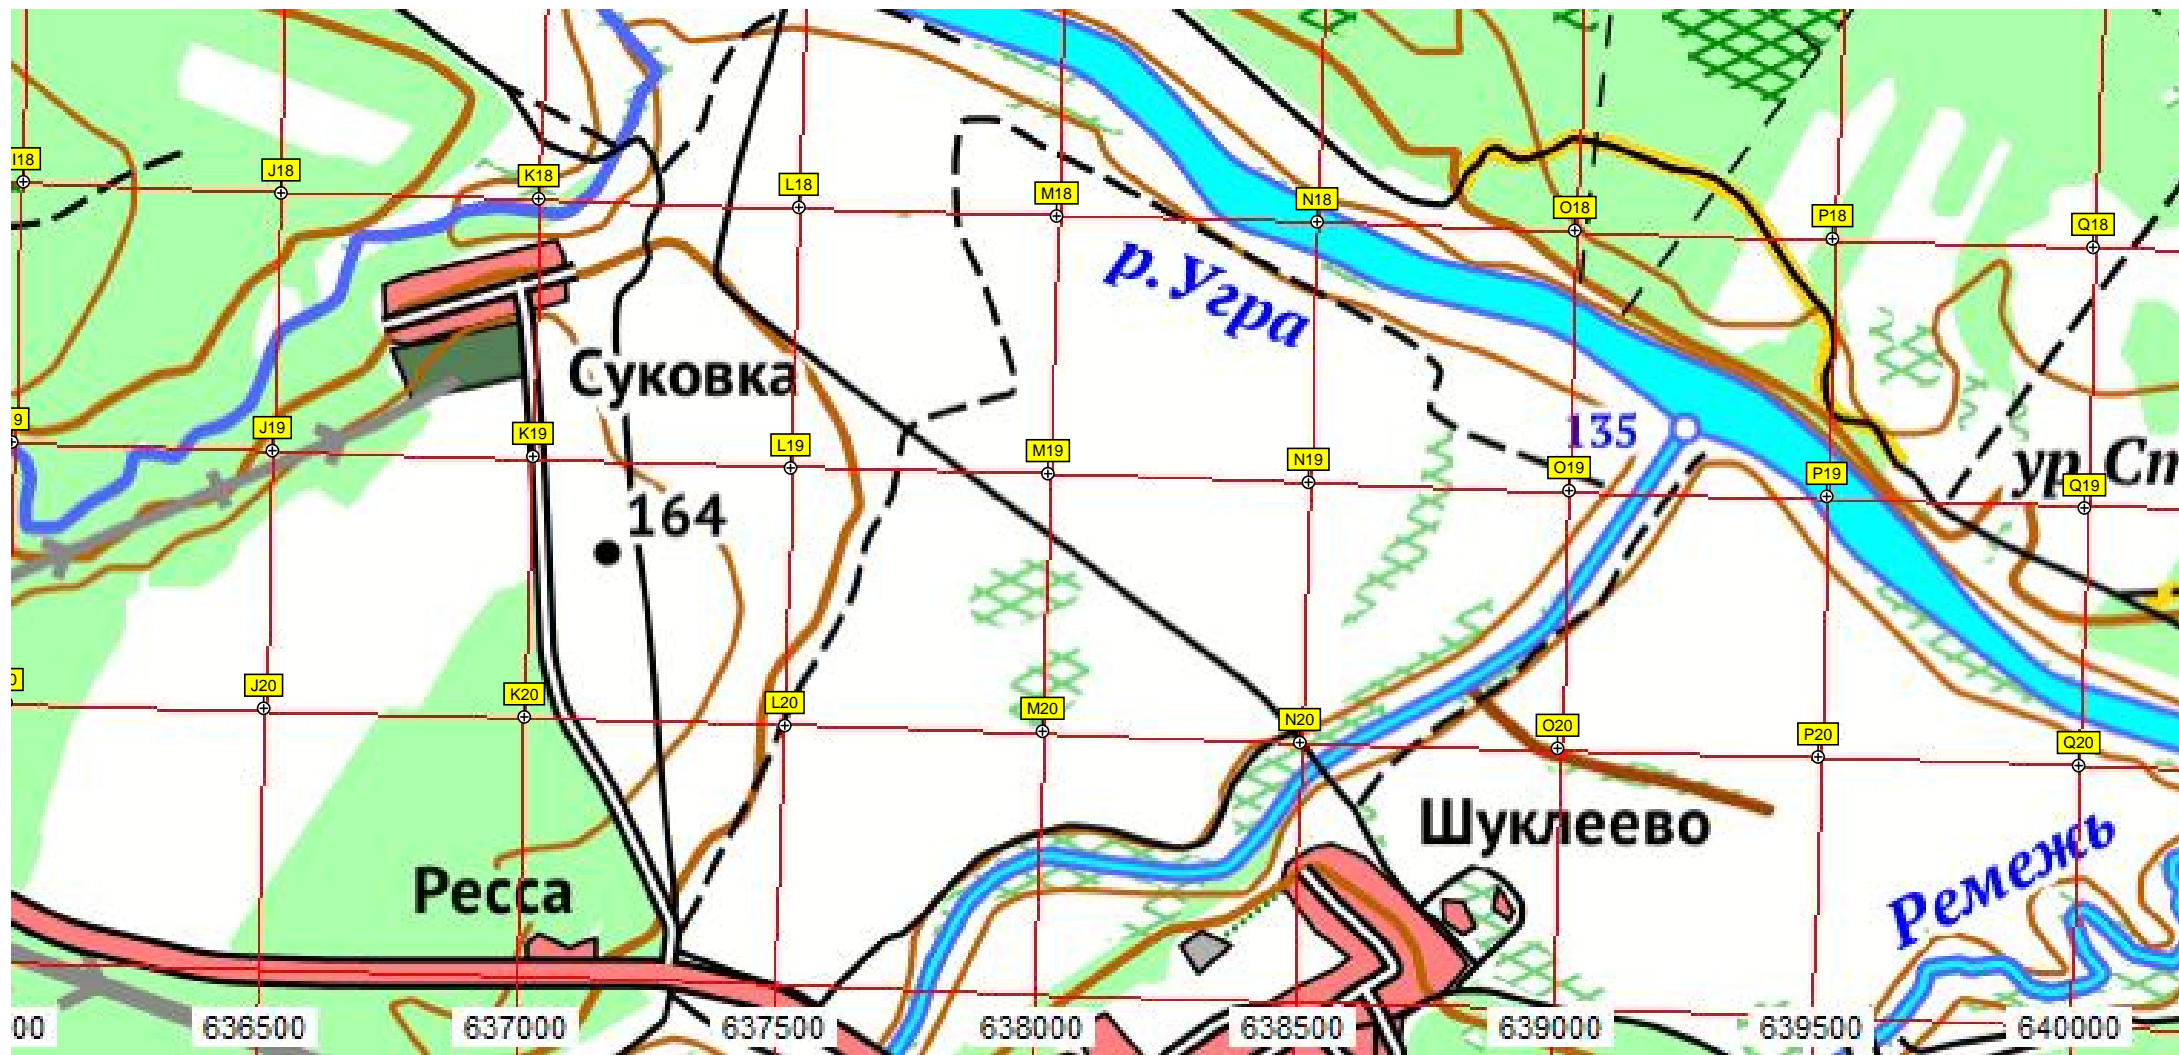 I18
J18
K18
L18
M18
N18
O18
P18
Q18
р. Угра
Суковка
135
9
J19
K19
L19
M19
N19
O19
P19
Q19
ур. Ст
164
0
J20
K20
L20
M20
N20
O20
P20
Q20
Шуклеево
Ресса
Ремежь
00
636500
637000
637500
638000
638500
639000
639500
640000